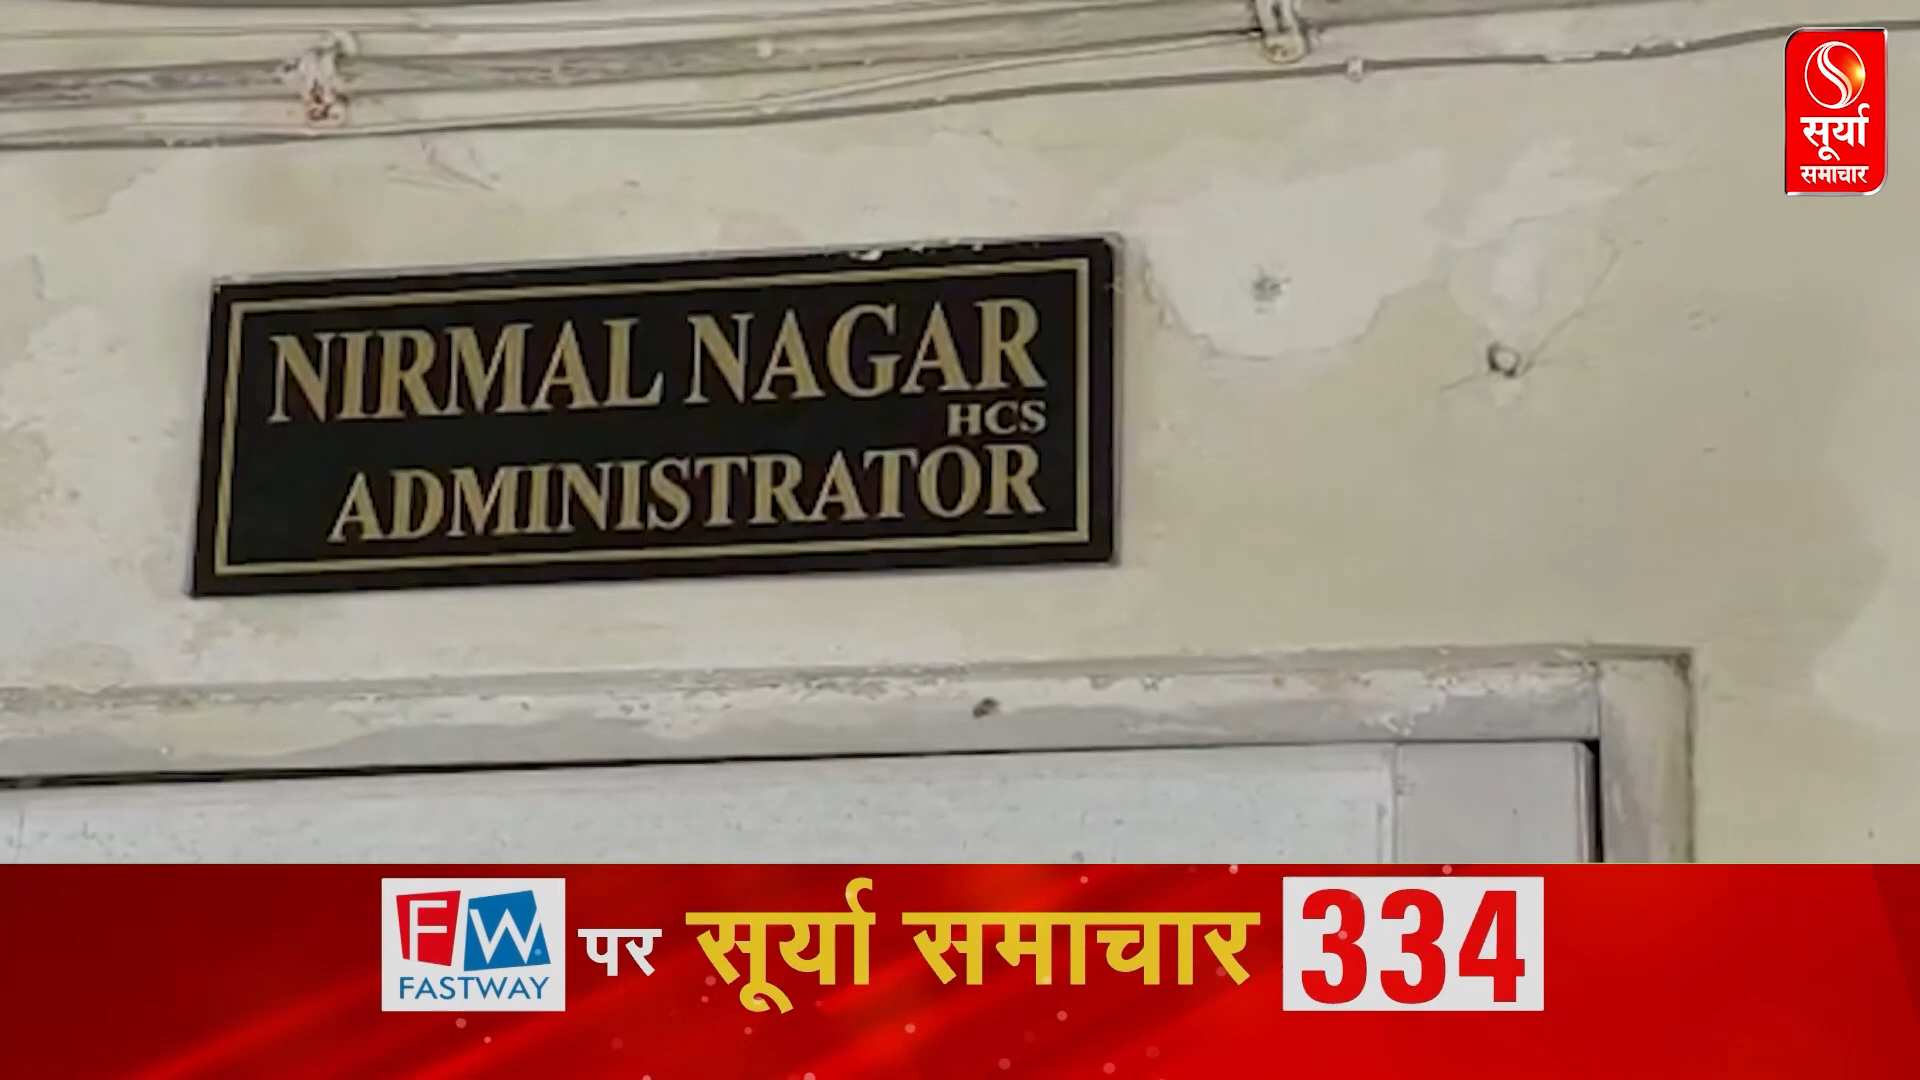 सूर्या
समाचार
NIRMAL NAGAR
HCS
ADMINISTRATOR
FW
FASTWAY
पर सूर्या समाचार 334